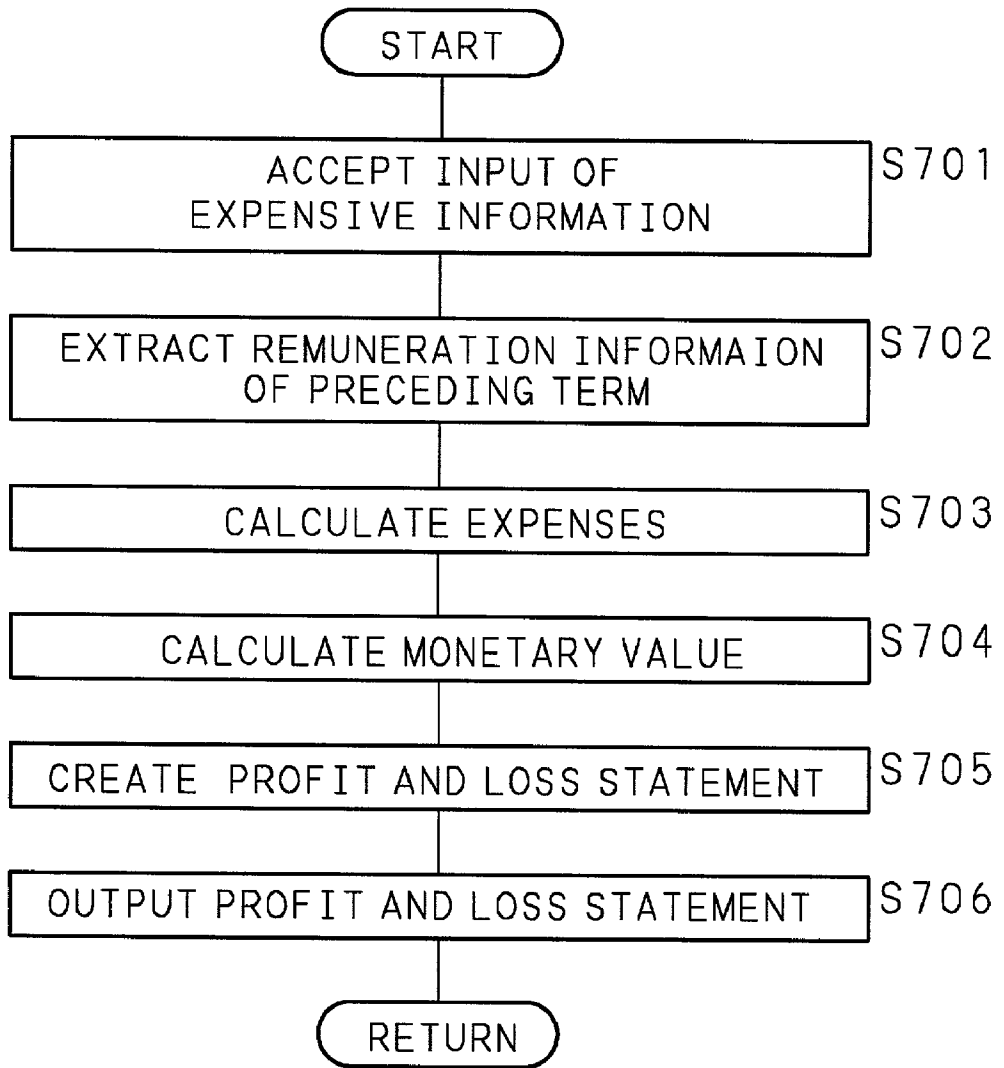 START
ACCEPT INPUT OF
EXPENSIVE INFORMATION
S701
EXTRACT REMUNERATION INFORMAION
OF PRECEDING TERM
S702
CALCULATE EXPENSES
S703
CALCULATE MONETARY VALUE
S704
CREATE PROFIT AND LOSS STATEMENT
S705
OUTPUT PROFIT AND LOSS STATEMENT
S706
RETURN